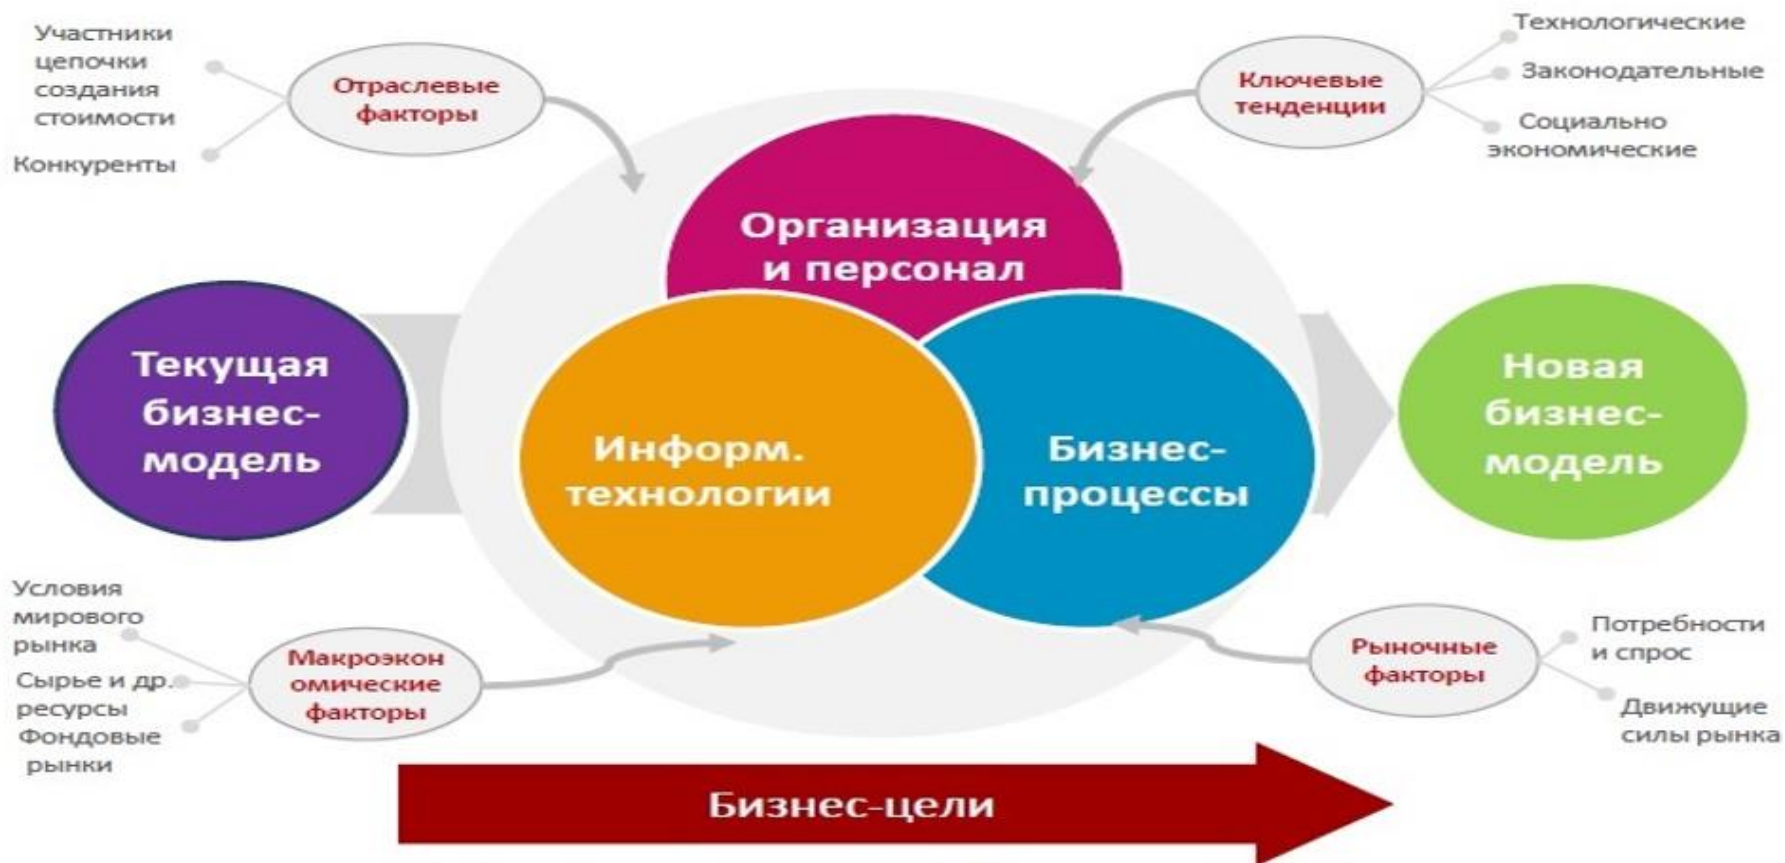 Участники
цепочки
создания
стоимости
Конкуренты
Отраслевые
факторы
Ключевые
тенденции
Технологические
Законодательные
Социально
экономические
Организация
и персонал
Текущая
бизнес-
модель
Информ.
технологии
Бизнес-
процессы
Новая
бизнес-
модель
Условия
мирового
рынка
Сырье и др.
ресурсы
Фондовые
рынки
Макроэкон
омические
факторы
Рыночные
факторы
Потребности
и спрос
Движущие
силы рынка
Бизнес-цели